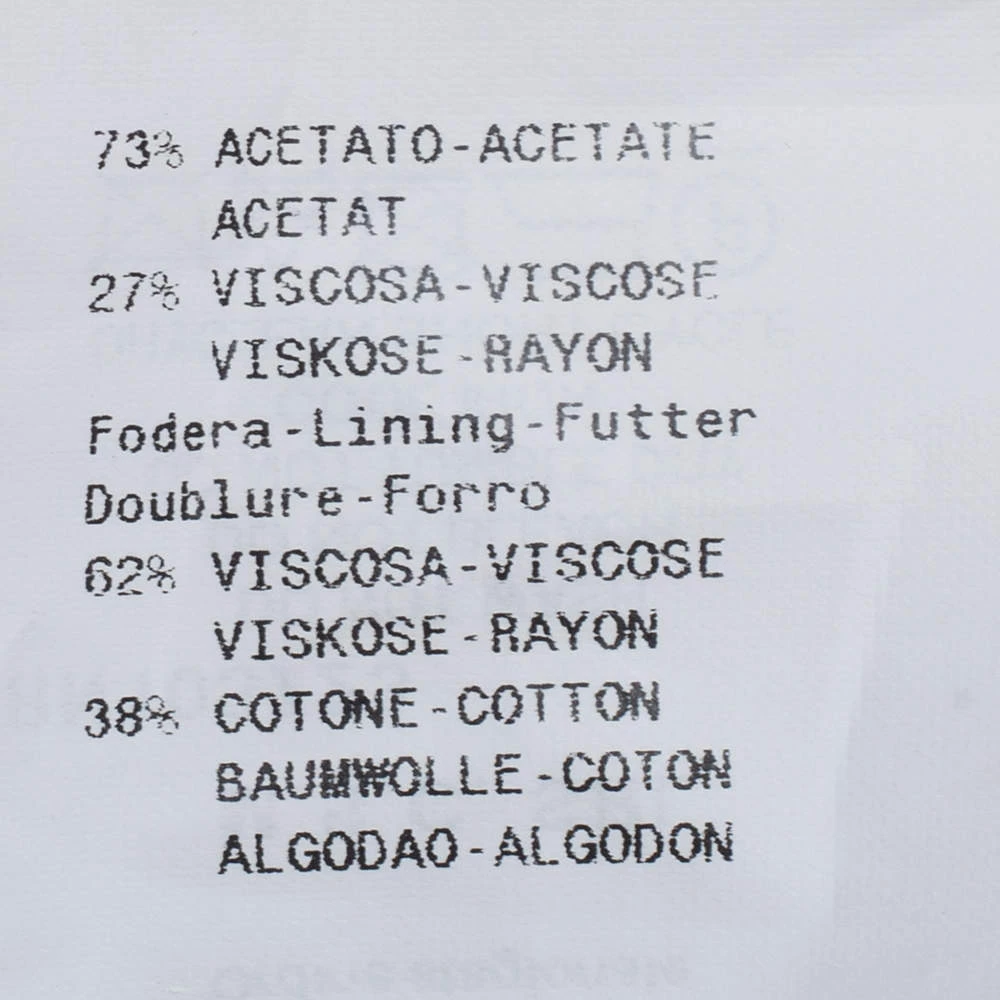 73% ACETATO-ACETATE
ACETAT
27% VISCOSA-VISCOSE
VISKOSE-RAYON
Fodera-Lining-Futter
Doublure-Forro
62% VISCOSA-VISCOSE
VISKOSE-RAYON
38% COTONE-COTTON
BAUMWOLLE-COTON
ALGODAO-ALGODON